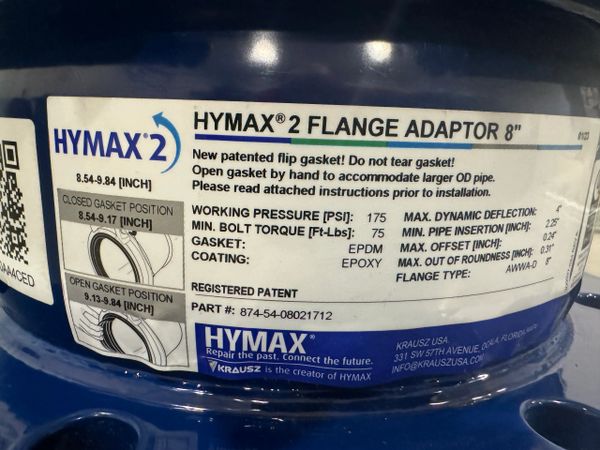 HYMAX® 2 FLANGE ADAPTOR 8"
01/23
HYMAX®2
8.54-9.84 [INCH]
New patented flip gasket! Do not tear gasket!
Open gasket by hand to accommodate larger OD pipe.
Please read attached instructions prior to installation.
CLOSED GASKET POSITION
8.54-9.17 [INCH]
OPEN GASKET POSITION
9.13-9.84 [INCH]
WORKING PRESSURE [PSI]: 175
MIN. BOLT TORQUE [Ft-Lbs]: 75
GASKET: EPDM
COATING: EPOXY
MAX. DYNAMIC DEFLECTION: 4°
MIN. PIPE INSERTION [INCH]: 2.25"
MAX. OFFSET [INCH]: 0.24"
MAX. OUT OF ROUNDNESS [INCH]: 0.31"
FLANGE TYPE: AWWA-D 8"
REGISTERED PATENT
PART #: 874-54-08021712
HYMAX®
Repair the past. Connect the future.
KRAUSZ is the creator of HYMAX
KRAUSZ USA
331 SW 57TH AVENUE, OCALA, FLORIDA
INFO@KRAUSZUSA.COM